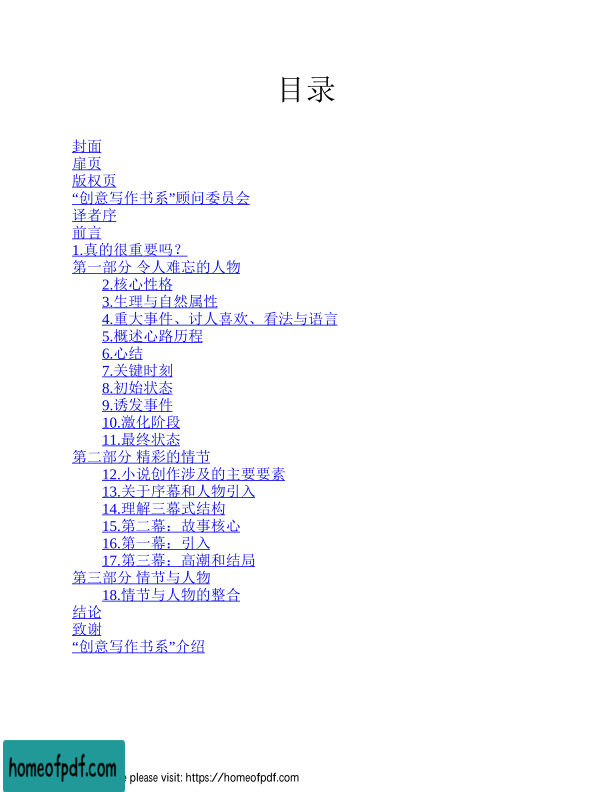 目录
封面
扉页
版权页
“创意写作书系”顾问委员会
译者序
前言
1.真的很重要吗？
第一部分 令人难忘的人物
2.核心性格
3.生理与自然属性
4.重大事件、讨人喜欢、看法与语言
5.概述心路历程
6.心结
7.关键时刻
8.初始状态
9.诱发事件
10.激化阶段
11.最终状态
第二部分 精彩的情节
12.小说创作涉及的主要要素
13.关于序幕和人物引入
14.理解三幕式结构
15.第二幕：故事核心
16.第一幕：引入
17.第三幕：高潮和结局
第三部分 情节与人物
18.情节与人物的整合
结论
致谢
“创意写作书系”介绍
homeofpdf.com
e please visit: https://homeofpdf.com